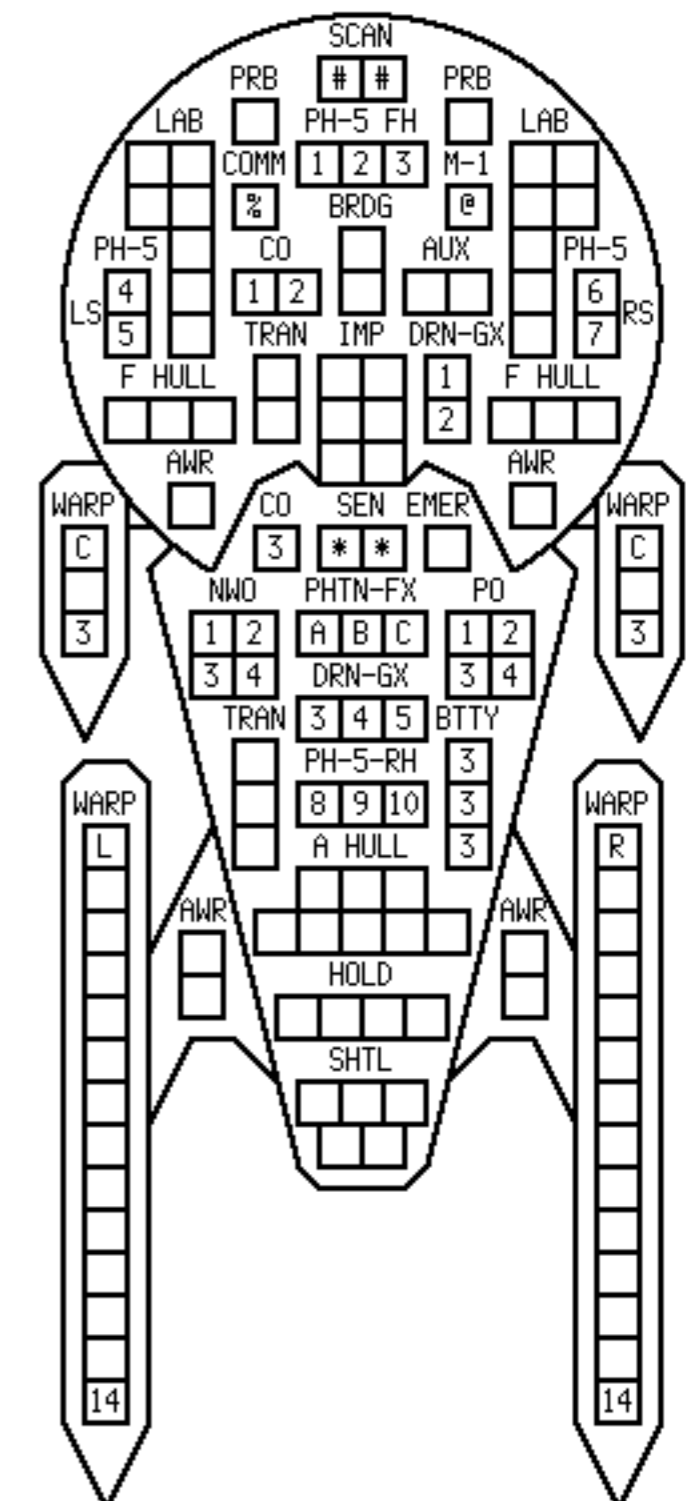 SCAN
# #
PRB PRB
LAB PH-5 FH LAB
COMM 1 2 3 M-1
% BRDG @
PH-5 CO AUX PH-5
4 1 2 6
LS RS
5 TRAN IMP DRN-GX 7
F HULL 1 F HULL
2
AWR AWR
WARP CO SEN EMER WARP
C 3 * * C
NWO PHTN-FX PO
3 1 2 A B C 1 2 3
3 4 DRN-GX 3 4
TRAN 3 4 5 BTTY
PH-5-RH 3
WARP 8 9 10 3 WARP
L A HULL 3 R
AWR AWR
HOLD
SHTL
14 14